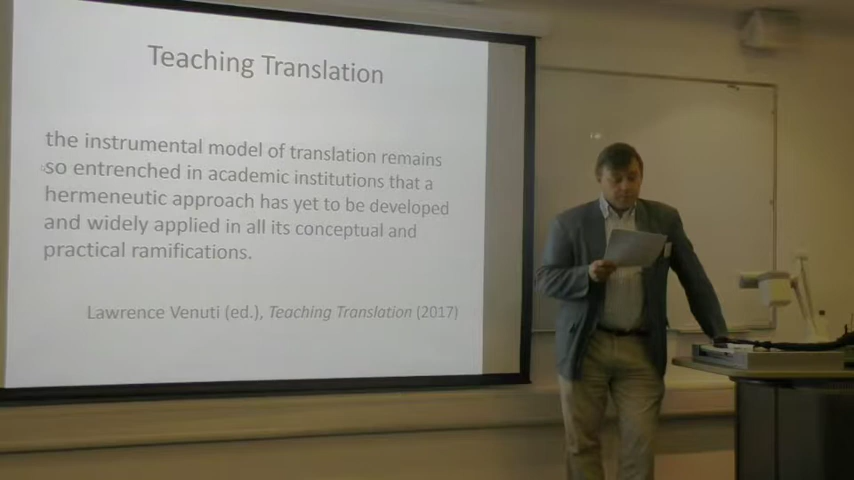 Teaching Translation
the instrumental model of translation remains
so entrenched in academic institutions that a
hermeneutic approach has yet to be developed
and widely applied in all its conceptual and
practical ramifications.
Lawrence Venuti (ed.), Teaching Translation (2017)